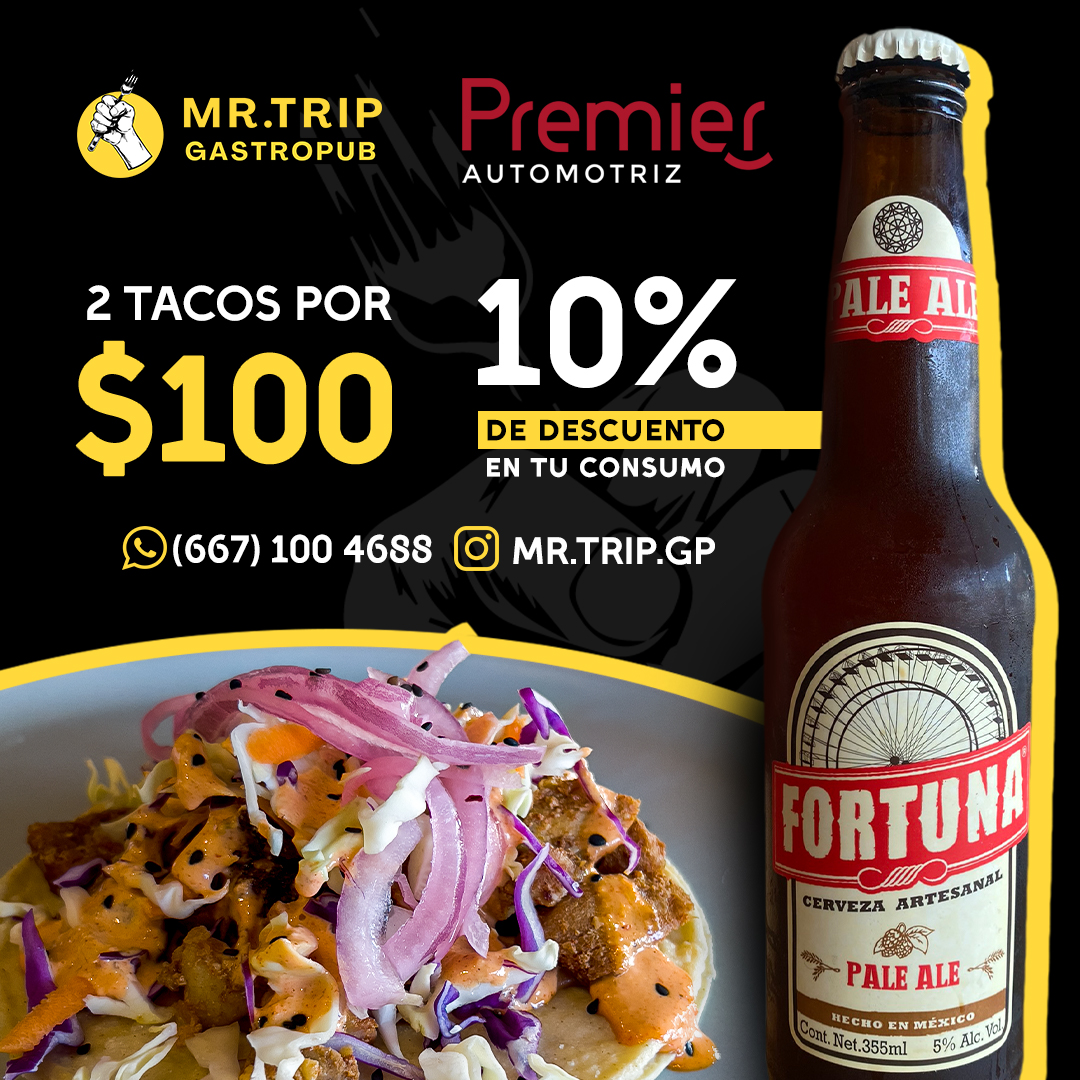 MR.TRIP
GASTROPUB
Premier
AUTOMOTRIZ
2 TACOS POR
$100
10%
DE DESCUENTO
EN TU CONSUMO
(667) 100 4688
MR.TRIP.GP
PALE ALE
FORTUNA
CERVEZA ARTESANAL
PALE ALE
HECHO EN MÉXICO
Cont. Net.355ml 5% Alc. Vol.